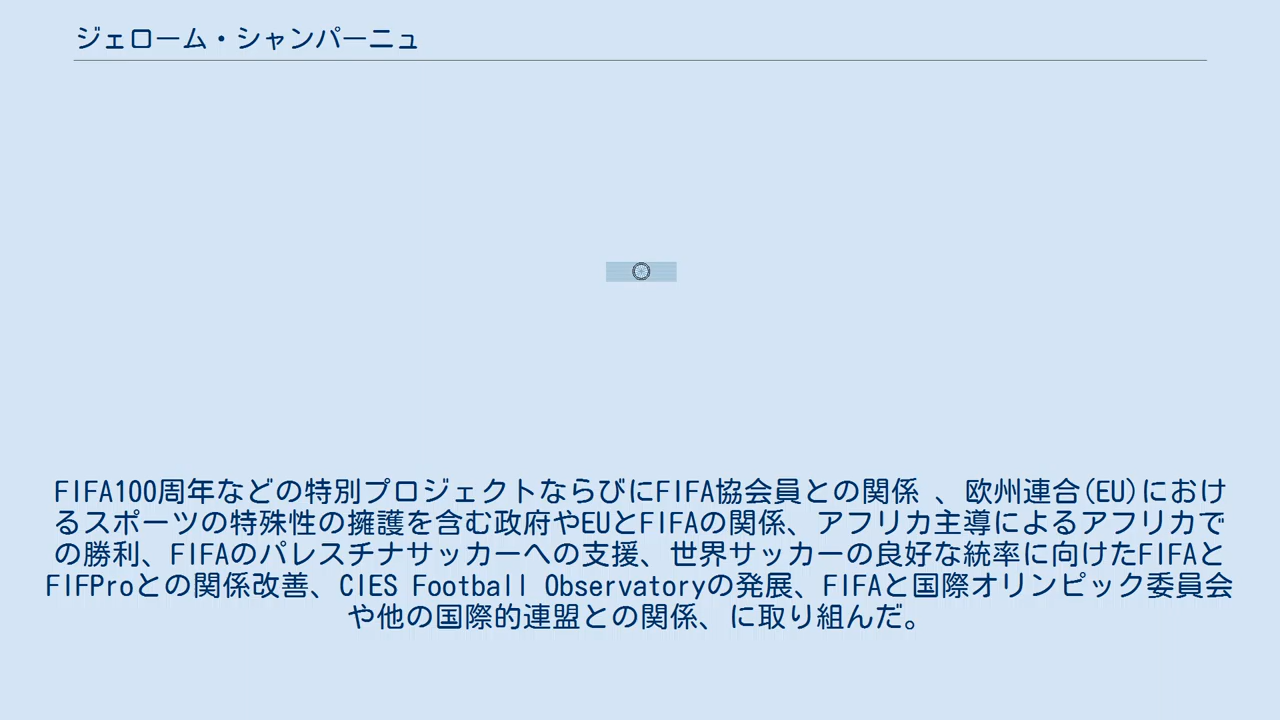 ジェローム・シャンパーニュ
FIFA100周年などの特別プロジェクトならびにFIFA協会員との関係 、欧州連合(EU)におけ
るスポーツの特殊性の擁護を含む政府やEUとFIFAの関係、アフリカ主導によるアフリカで
の勝利、FIFAのパレスチナサッカーへの支援、世界サッカーの良好な統率に向けたFIFAと
FIFProとの関係改善、CIES Football Observatoryの発展、FIFAと国際オリンピック委員会
や他の国際的連盟との関係、に取り組んだ。